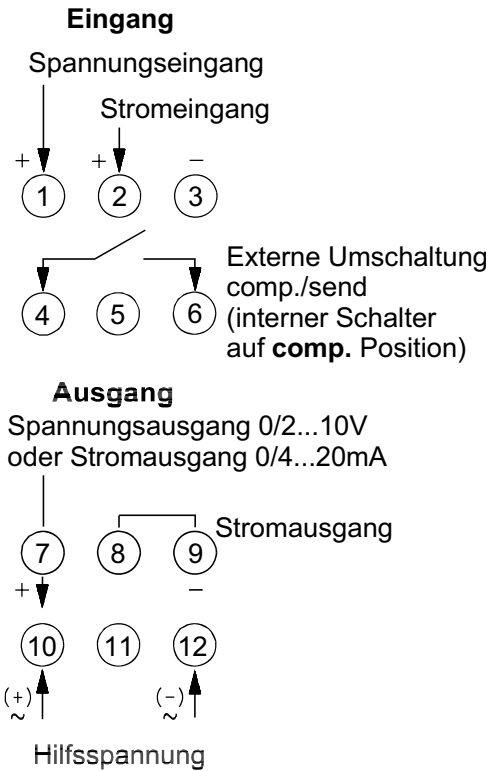 Eingang
Spannungseingang
Stromeingang
+ + −
1 2 3
Externe Umschaltung
comp./send
4 5 6 (interner Schalter
auf comp. Position)
Ausgang
Spannungsausgang 0/2...10V
oder Stromausgang 0/4...20mA
Stromausgang
7 8 9
+ −
10 11 12
(+) (−)
~ ~
Hilfsspannung